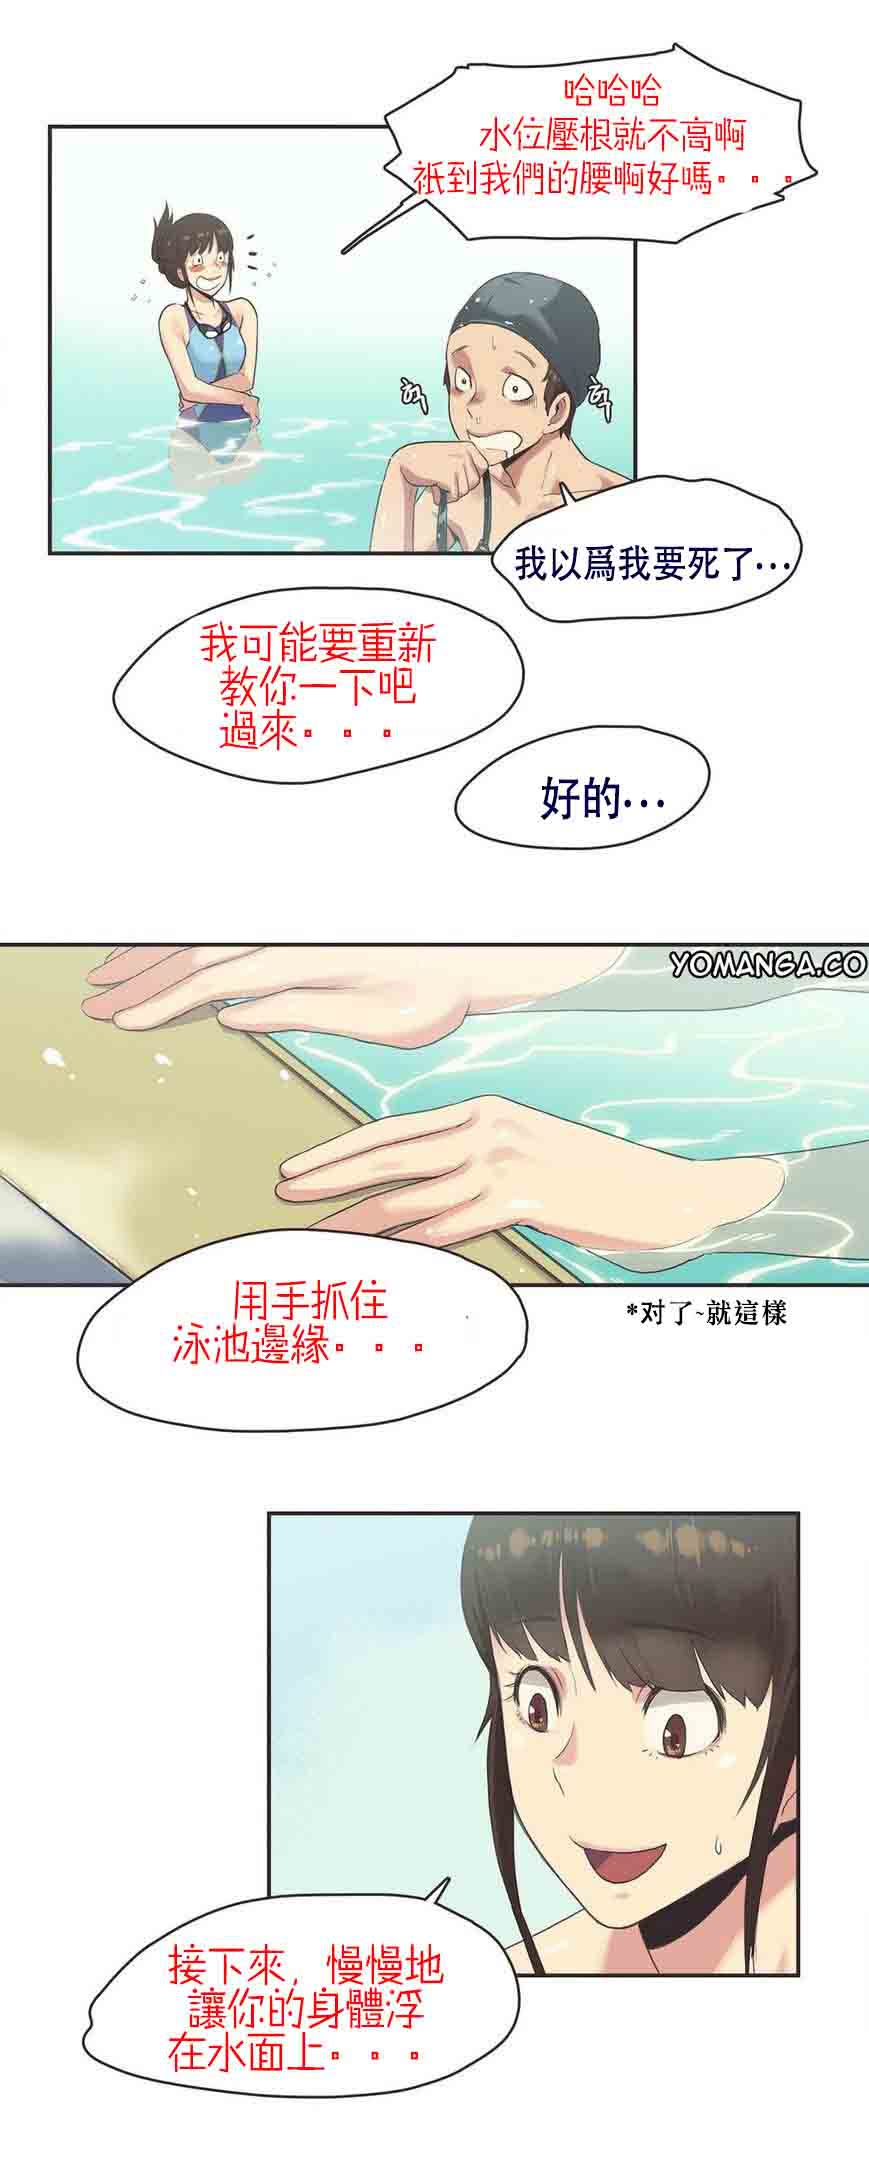 哈哈哈
水位壓根就不高啊
袛到我們的腰啊好嗎...
헉
헉
我以爲我要死了...
我可能要重新
教你一下吧
過來...
好的...
YOMANGA.CO
用手抓住
泳池邊緣...
*对了~就這樣
接下來，慢慢地
讓你的身體浮
在水面上...